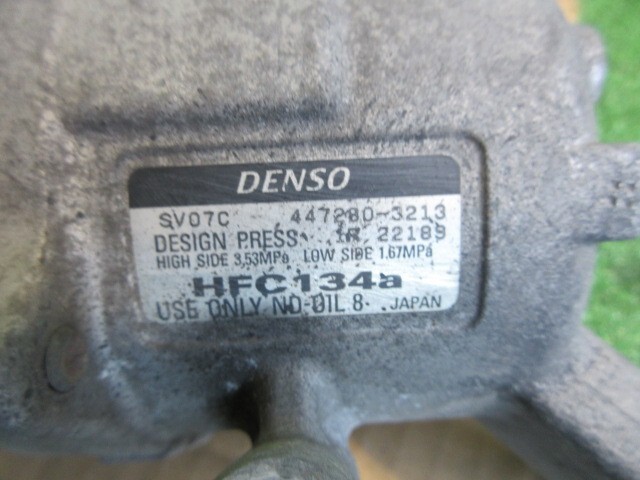 DENSO
SV07C 447280-3213
DESIGN PRESS 1R 22189
HIGH SIDE 3.53MPa LOW SIDE 1.67MPa
HFC134a
USE ONLY ND-OIL 8 JAPAN